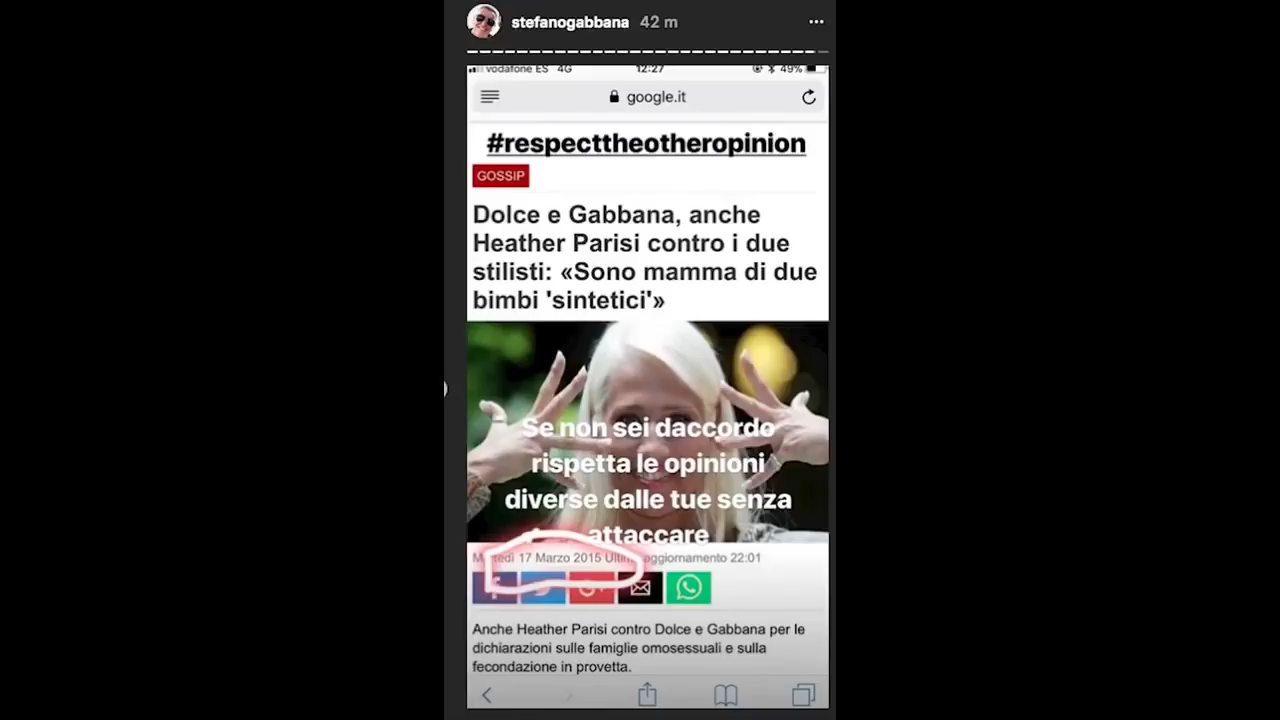 stefanogabbana 42 m
vodafone ES 4G 12:27 49%
google.it
#respecttheotheropinion
GOSSIP
Dolce e Gabbana, anche
Heather Parisi contro i due
stilisti: «Sono mamma di due
bimbi 'sintetici'»
Se non sei daccordo
rispetta le opinioni
diverse dalle tue senza
attaccare
Martedì 17 Marzo 2015 Ultimo aggiornamento 22:01
Anche Heather Parisi contro Dolce e Gabbana per le
dichiarazioni sulle famiglie omosessuali e sulla
fecondazione in provetta.